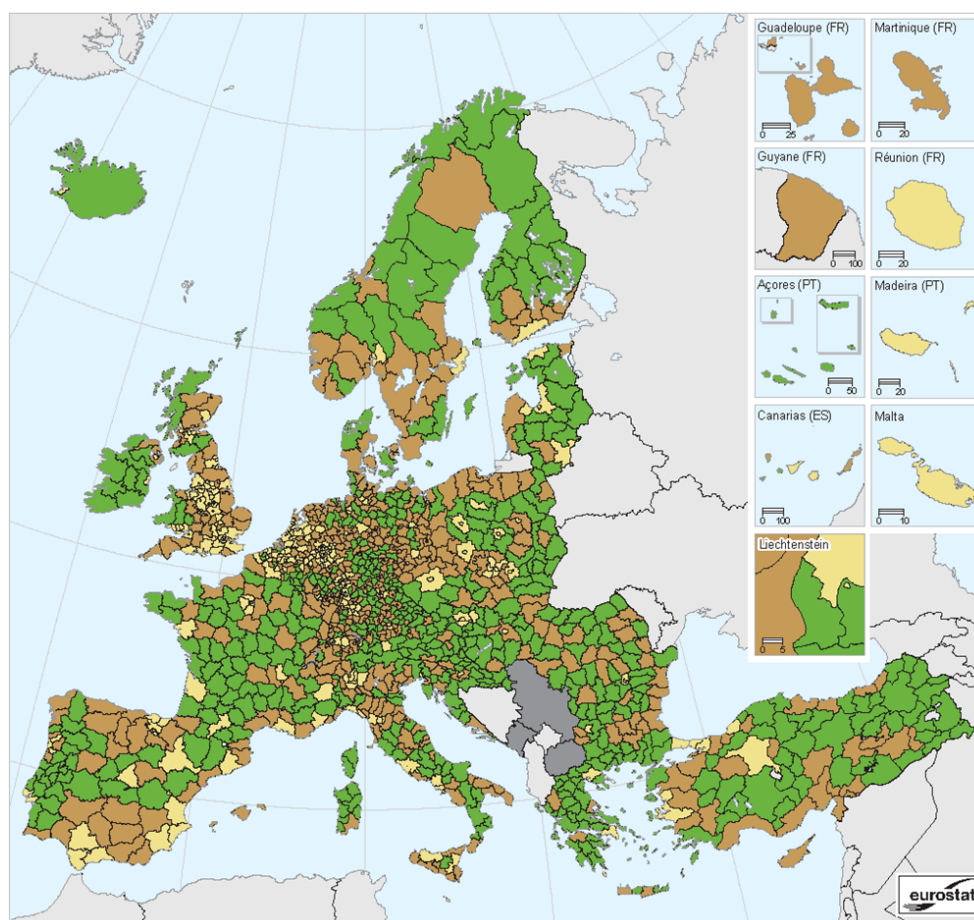 Guadeloupe (FR)
0 25
Martinique (FR)
0 20
Guyane (FR)
0 100
Réunion (FR)
0 20
Açores (PT)
0 50
Madeira (PT)
0 20
Canarias (ES)
0 100
Malta
0 10
Liechtenstein
0 5
eurostat